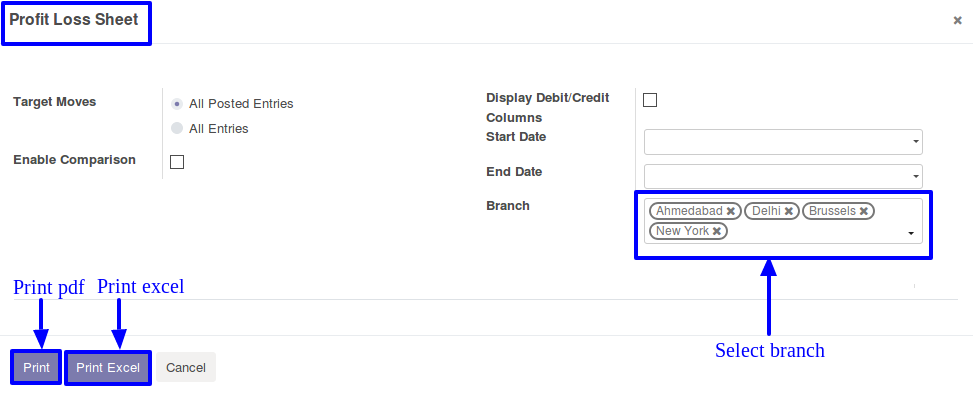 Profit Loss Sheet
Target Moves
All Posted Entries
All Entries
Enable Comparison
Display Debit/Credit
Columns
Start Date
End Date
Branch
Ahmedabad Delhi Brussels
New York
Print pdf
Print excel
Select branch
Print
Print Excel
Cancel